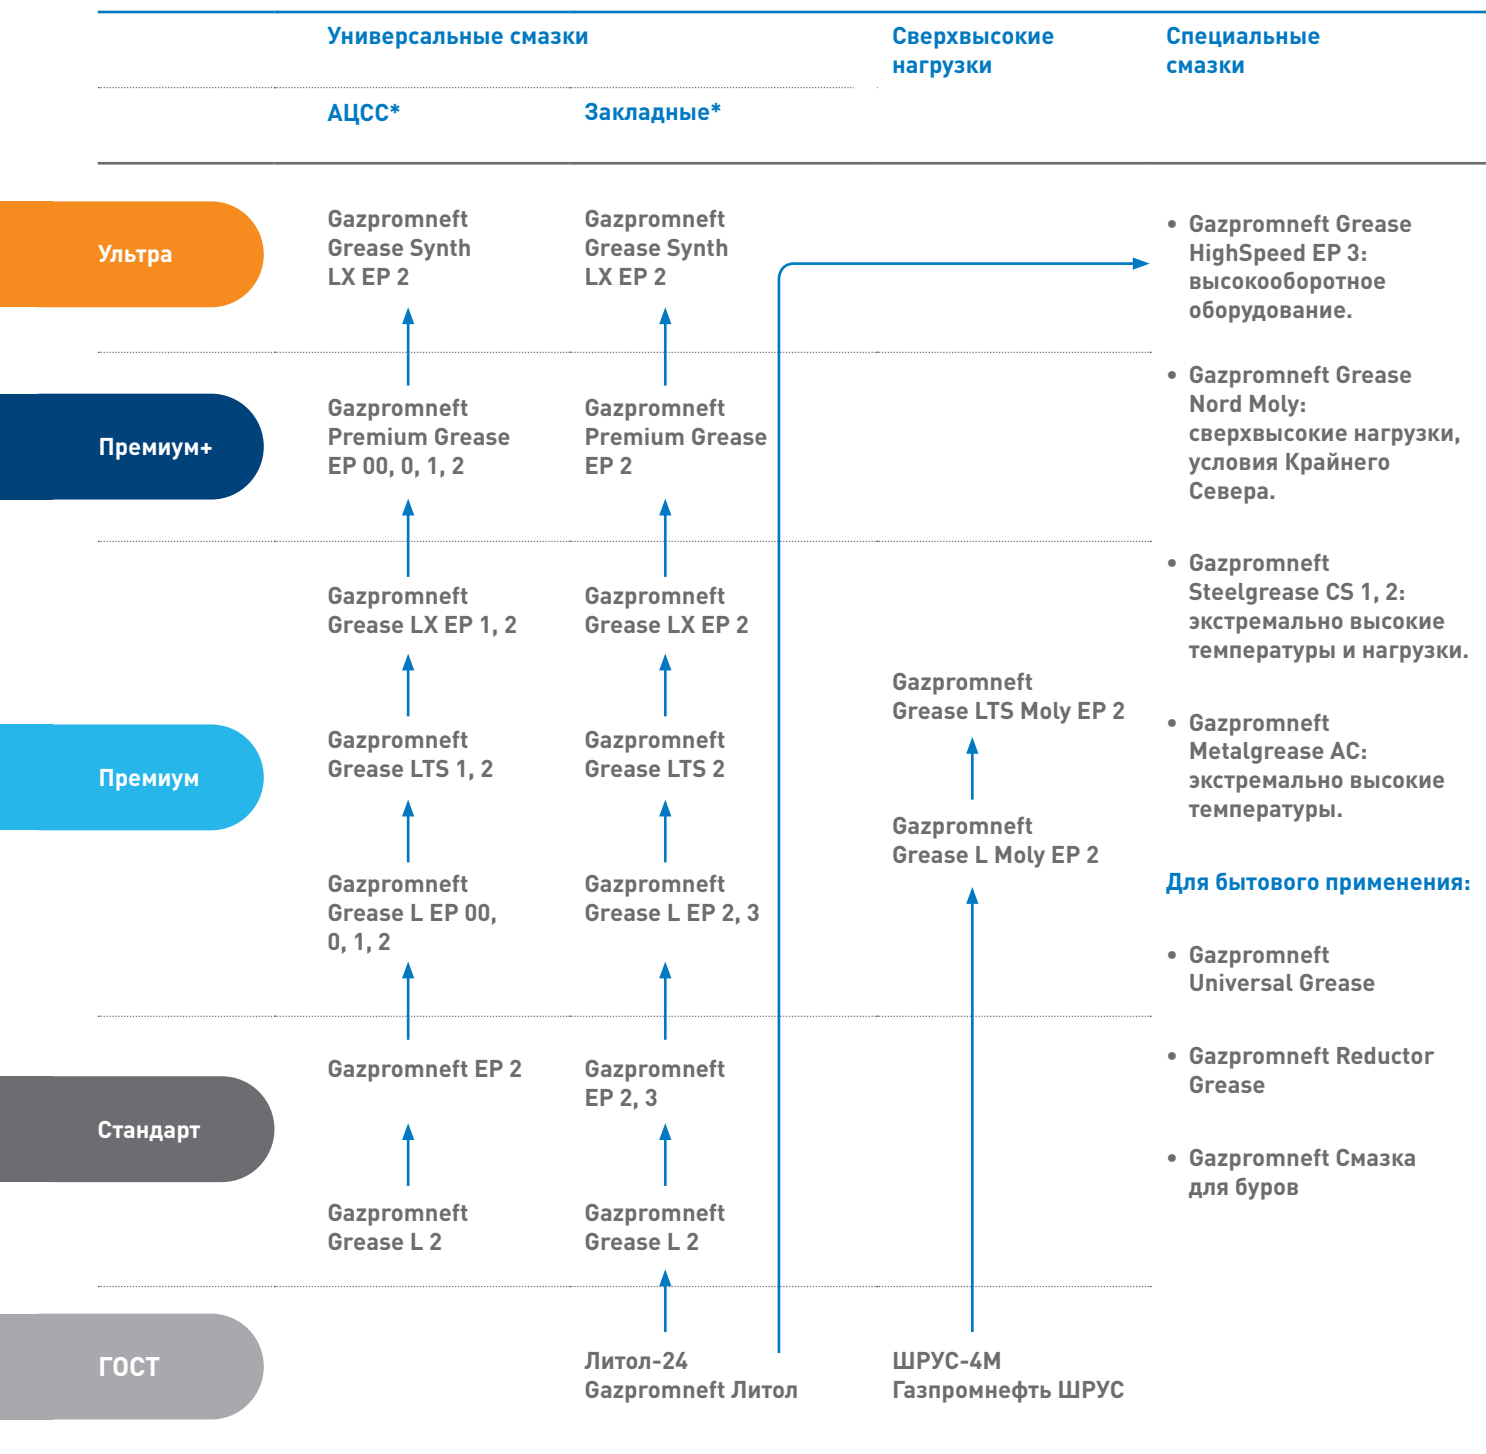 Универсальные смазки
Сверхвысокие
нагрузки
Специальные
смазки
АЦСС*
Закладные*
Ультра
Gazpromneft
Grease Synth
LX EP 2
Gazpromneft
Grease Synth
LX EP 2
Премиум+
Gazpromneft
Premium Grease
EP 00, 0, 1, 2
Gazpromneft
Premium Grease
EP 2
Премиум
Gazpromneft
Grease LX EP 1, 2
Gazpromneft
Grease LX EP 2
Gazpromneft
Grease LTS 1, 2
Gazpromneft
Grease LTS 2
Gazpromneft
Grease L EP 00,
0, 1, 2
Gazpromneft
Grease L EP 2, 3
Gazpromneft
Grease LTS Moly EP 2
Gazpromneft
Grease L Moly EP 2
Стандарт
Gazpromneft EP 2
Gazpromneft
EP 2, 3
Gazpromneft
Grease L 2
Gazpromneft
Grease L 2
ГОСТ
Литол-24
Gazpromneft Литол
ШРУС-4М
Газпромнефть ШРУС
• Gazpromneft Grease
HighSpeed EP 3:
высокооборотное
оборудование.
• Gazpromneft Grease
Nord Moly:
сверхвысокие нагрузки,
условия Крайнего
Севера.
• Gazpromneft
Steelgrease CS 1, 2:
экстремально высокие
температуры и нагрузки.
• Gazpromneft
Metalgrease AC:
экстремально высокие
температуры.
Для бытового применения:
• Gazpromneft
Universal Grease
• Gazpromneft Reductor
Grease
• Gazpromneft Смазка
для буров